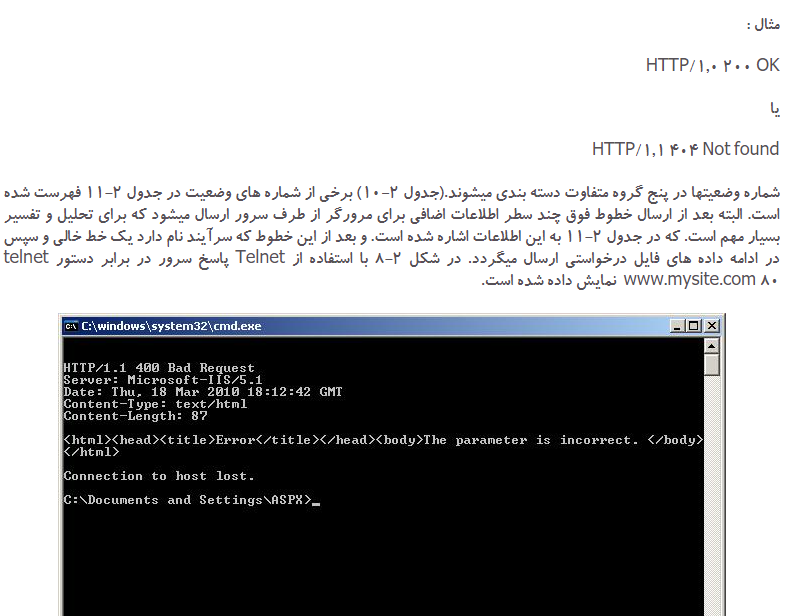 مثال :
HTTP/۱,۰ ۲۰۰ OK
یا
HTTP/۱,۱ ۴۰۴ Not found
شماره وضعیتها در پنج گروه متفاوت دسته بندی میشوند.(جدول ۲-۱۰) برخی از شماره های وضعیت در جدول ۲-۱۱ فهرست شده
است. البته بعد از ارسال خطوط فوق چند سطر اطلاعات اضافی برای مرورگر از طرف سرور ارسال میشود که برای تحلیل و تفسیر
بسیار مهم است. که در جدول ۲-۱۱ به این اطلاعات اشاره شده است. و بعد از این خطوط که سرآیند نام دارد یک خط خالی و سپس
در ادامه داده های فایل درخواستی ارسال میگردد. در شکل ۲-۸ با استفاده از Telnet پاسخ سرور در برابر دستور telnet
www.mysite.com ۸۰ نمایش داده شده است.
C:\windows\system32\cmd.exe
HTTP/1.1 400 Bad Request
Server: Microsoft-IIS/5.1
Date: Thu, 18 Mar 2010 18:12:42 GMT
Content-Type: text/html
Content-Length: 87
<html><head><title>Error</title></head><body>The parameter is incorrect. </body>
</html>
Connection to host lost.
C:\Documents and Settings\ASPX>_